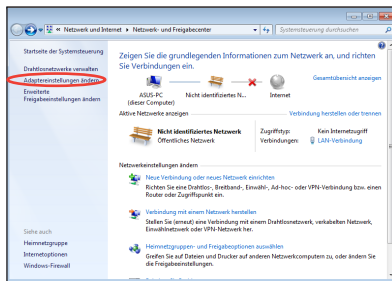 « Netzwerk und Internet ▸ Netzwerk- und Freigabecenter
Systemsteuerung durchsuchen
Startseite der Systemsteuerung
Drahtlosnetzwerke verwalten
Adaptereinstellungen ändern
Erweiterte
Freigabeeinstellungen ändern
Zeigen Sie die grundlegenden Informationen zum Netzwerk an, und richten
Sie Verbindungen ein.
Gesamtübersicht anzeigen
ASUS-PC
(dieser Computer)
Nicht identifiziertes N...
Internet
Aktive Netzwerke anzeigen
Verbindung herstellen oder trennen
Nicht identifiziertes Netzwerk
Öffentliches Netzwerk
Zugriffstyp: Kein Internetzugriff
Verbindungen: LAN-Verbindung
Netzwerkeinstellungen ändern
Neue Verbindung oder neues Netzwerk einrichten
Richten Sie eine Drahtlos-, Breitband-, Einwähl-, Ad-hoc- oder VPN-Verbindung bzw. einen
Router oder Zugriffspunkt ein.
Verbindung mit einem Netzwerk herstellen
Stellen Sie (erneut) eine Verbindung mit einem Drahtlosnetzwerk, verkabelten Netzwerk,
Einwählnetzwerk oder VPN-Netzwerk her.
Heimnetzgruppen- und Freigabeoptionen auswählen
Greifen Sie auf Dateien und Drucker auf anderen Netzwerkcomputern zu, oder ändern Sie
die Freigabeeinstellungen.
Siehe auch
Heimnetzgruppe
Internetoptionen
Windows-Firewall